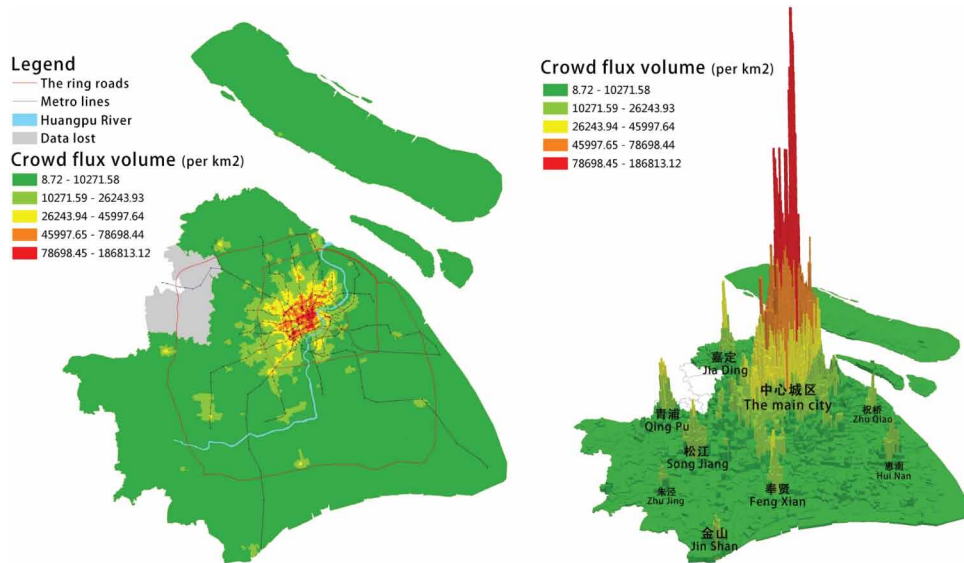 Legend
The ring roads
Metro lines
Huangpu River
Data lost
Crowd flux volume (per km2)
8.72 - 10271.58
10271.59 - 26243.93
26243.94 - 45997.64
45997.65 - 78698.44
78698.45 - 186813.12
Crowd flux volume (per km2)
8.72 - 10271.58
10271.59 - 26243.93
26243.94 - 45997.64
45997.65 - 78698.44
78698.45 - 186813.12
嘉定
Jia Ding
中心城区
The main city
青浦
Qing Pu
祝桥
Zhu Qiao
松江
Song Jiang
惠南
Hui Nan
朱泾
Zhu Jing
奉贤
Feng Xian
金山
Jin Shan